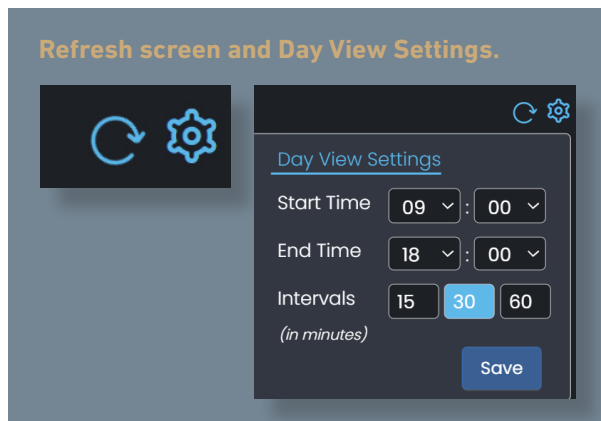 Refresh screen and Day View Settings.
Day View Settings
Start Time 09 : 00
End Time 18 : 00
Intervals 15 30 60
(in minutes)
Save